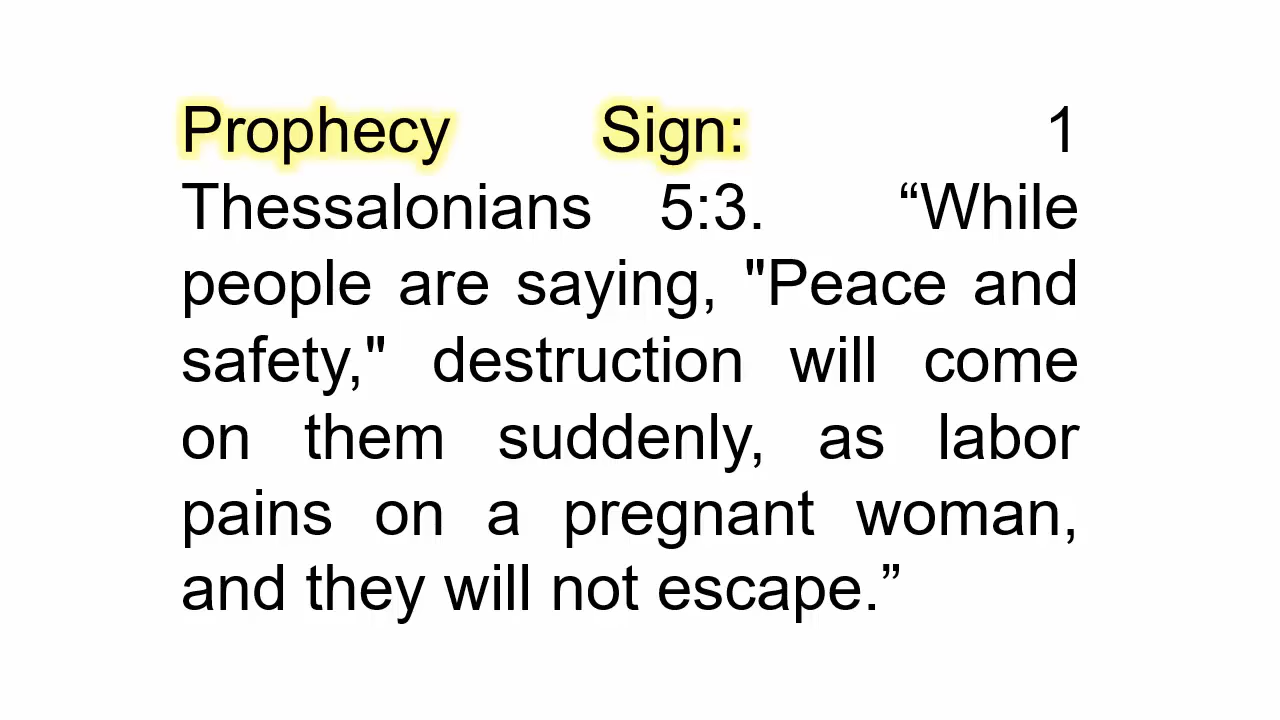 Prophecy Sign: 1
Thessalonians 5:3. “While
people are saying, "Peace and
safety," destruction will come
on them suddenly, as labor
pains on a pregnant woman,
and they will not escape.”